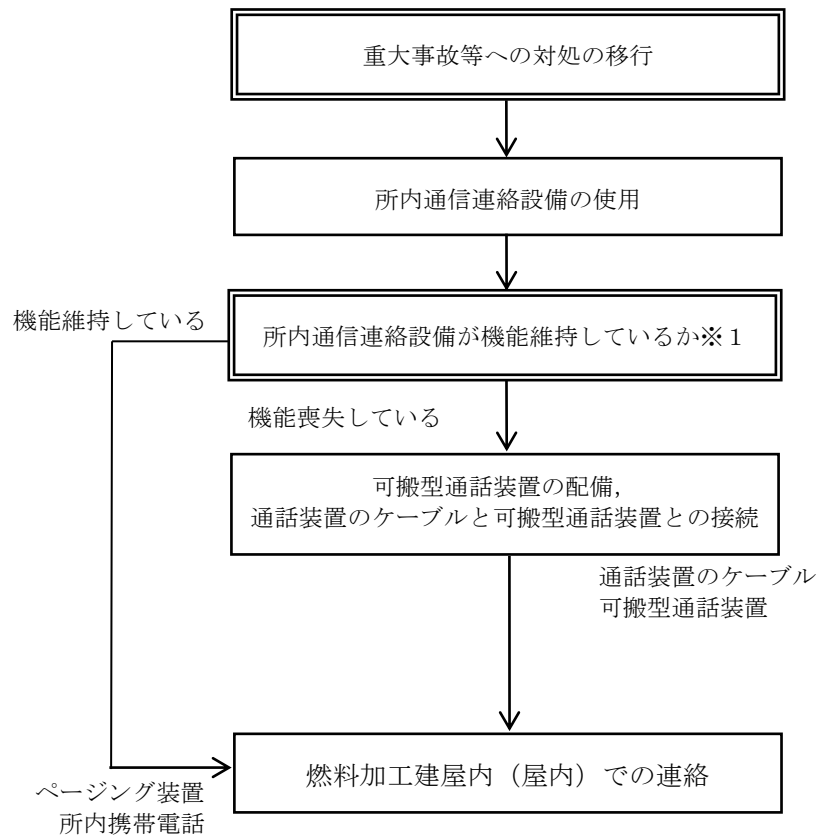 重大事故等への対処の移行
所内通信連絡設備の使用
機能維持している
所内通信連絡設備が機能維持しているか※１
機能喪失している
可搬型通話装置の配備，
通話装置のケーブルと可搬型通話装置との接続
通話装置のケーブル
可搬型通話装置
燃料加工建屋内（屋内）での連絡
ページング装置
所内携帯電話